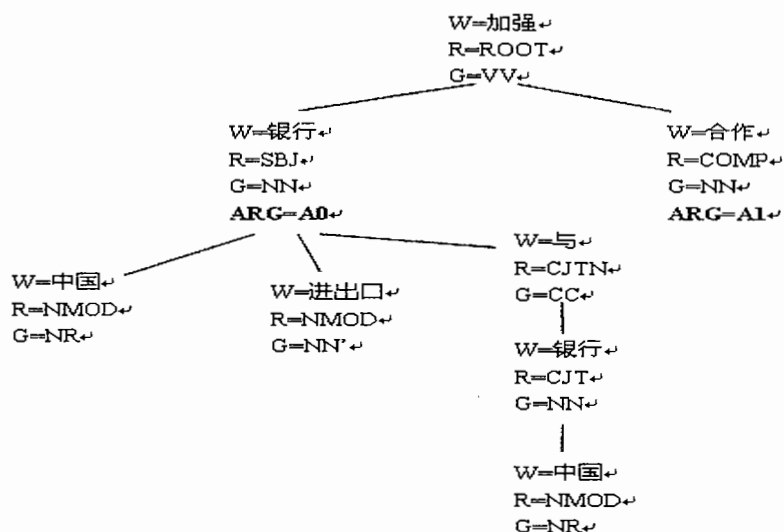 W=加强↵
R=ROOT↵
G=VV↵
W=银行↵
R=SBJ↵
G=NN↵
ARG=A0↵
W=合作↵
R=COMP↵
G=NN↵
ARG=A1↵
W=中国↵
R=NMOD↵
G=NR↵
W=进出口↵
R=NMOD↵
G=NN'↵
W=与↵
R=CJTN↵
G=CC↵
W=银行↵
R=CJT↵
G=NN↵
W=中国↵
R=NMOD↵
G=NR↵